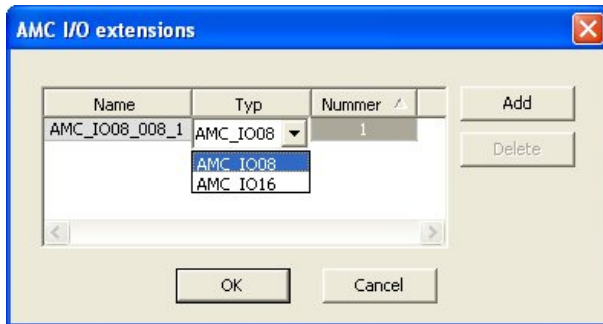 AMC I/O extensions
Name Typ Nummer
Add
AMC_IO08_008_1 AMC_IO08 1
Delete
AMC_IO08
AMC_IO16
OK Cancel